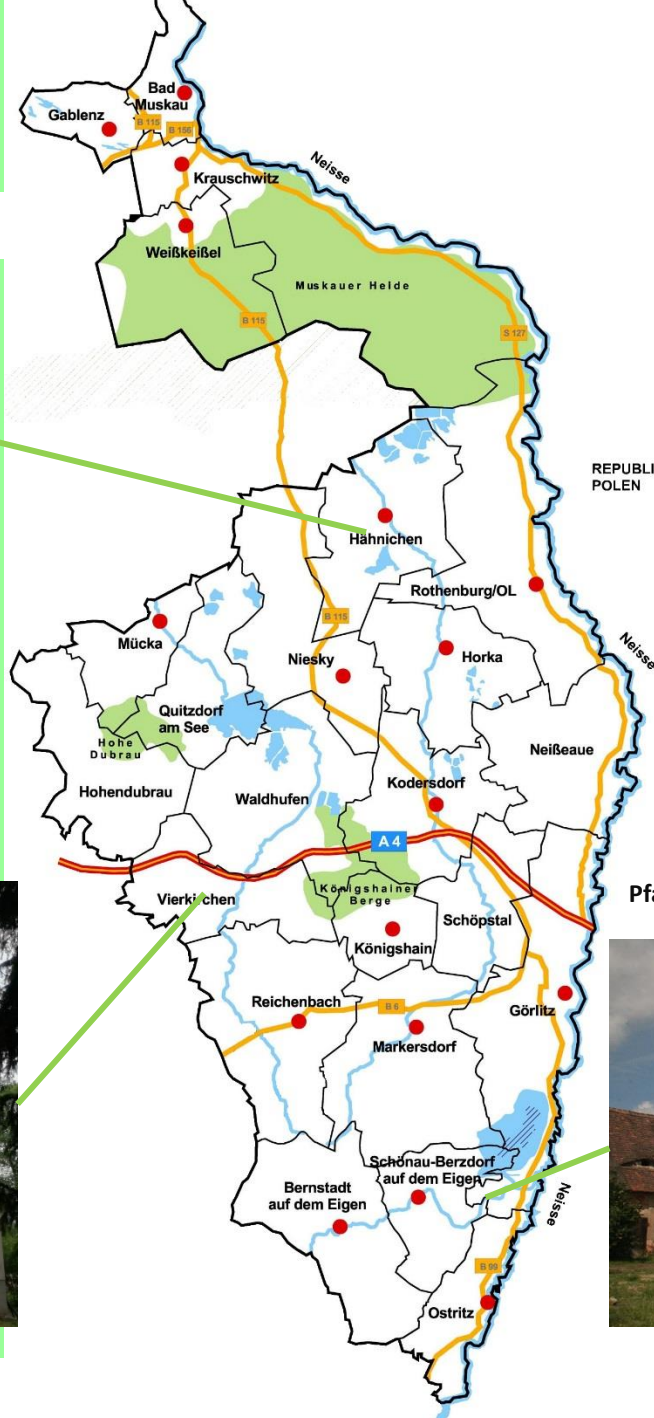 Bad
Muskau
Gablenz
B 115
B 156
Krauschwitz
Neisse
Weißkeißel
Muskauer Heide
B 115
S 127
REPUBLI
POLEN
Hähnichen
Rothenburg/OL
B 115
Mücka
Niesky
Horka
Neisse
Quitzdorf
am See
Hohe
Dubrau
Neißeaue
Hohendubrau
Waldhufen
Kodersdorf
A 4
Vierkirchen
Königshainer
Berge
Schöpstal
Pfa
Königshain
Reichenbach
B 6
Görlitz
Markersdorf
Schönau-Berzdorf
auf dem Eigen
Bernstadt
auf dem Eigen
Neisse
B 99
Ostritz